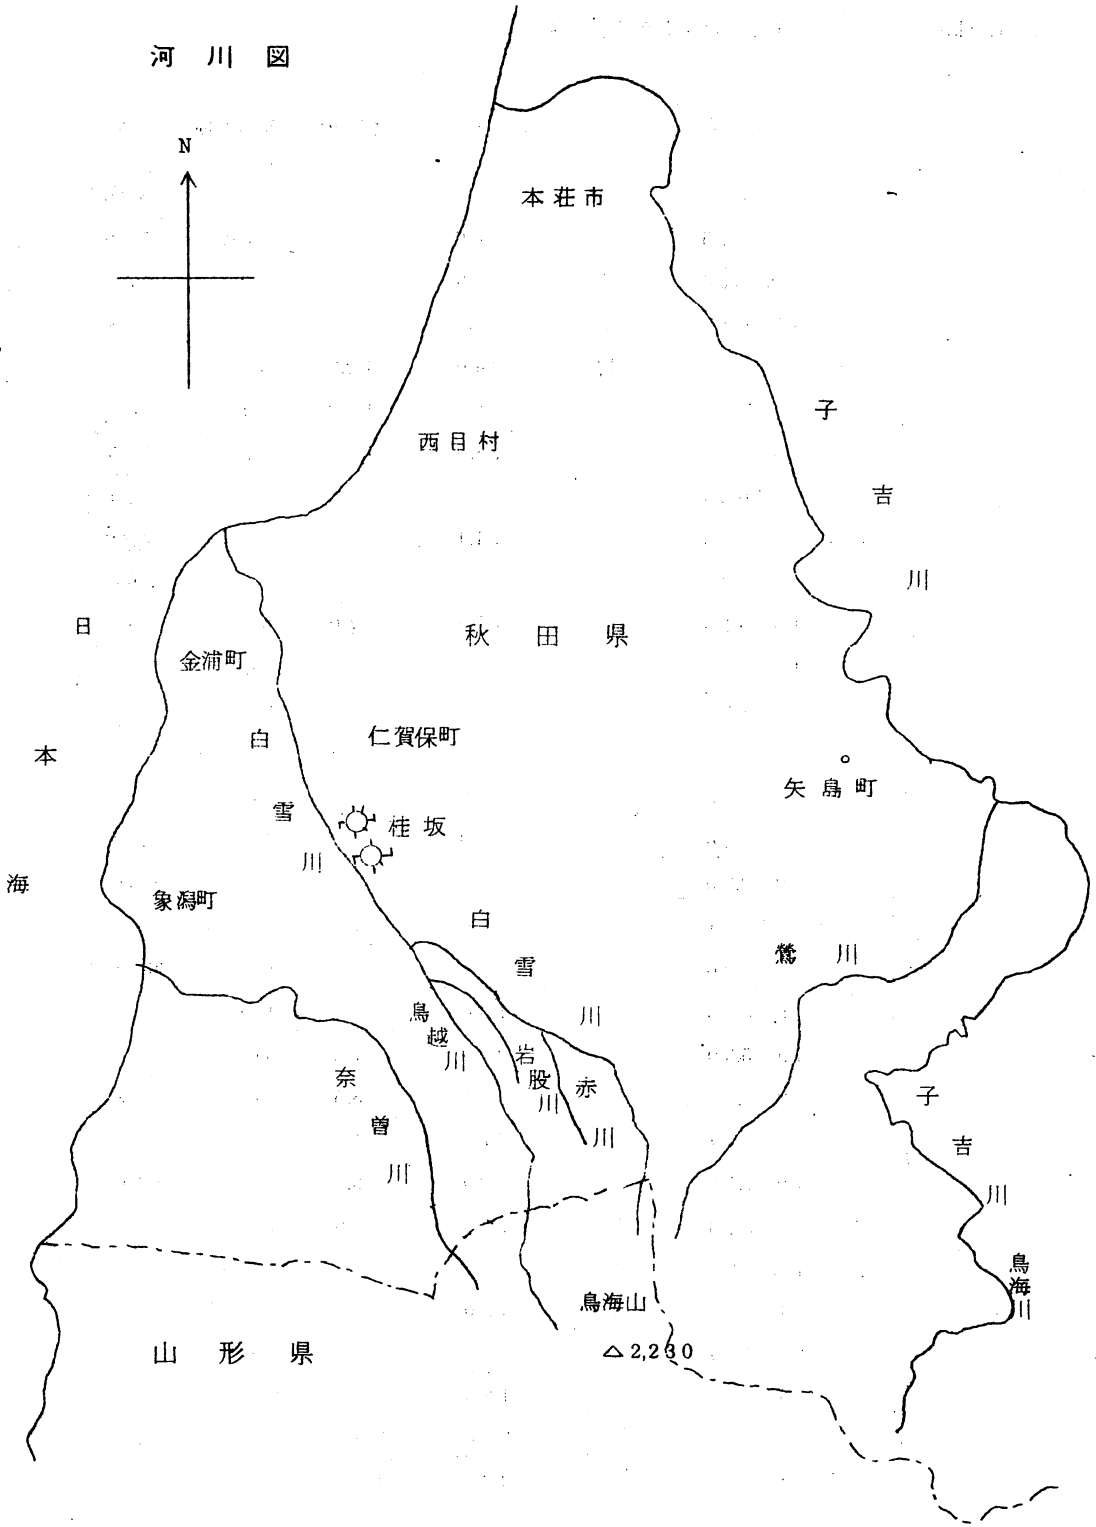 河川図
N
本荘市
西目村
子吉川
日本海
秋田県
金浦町
仁賀保町
白雪川
矢島町
桂坂
象潟町
白雪川
鶯川
鳥越川
岩股川
赤川
奈曽川
子吉川
鳥海川
鳥海山
△2,230
山形県